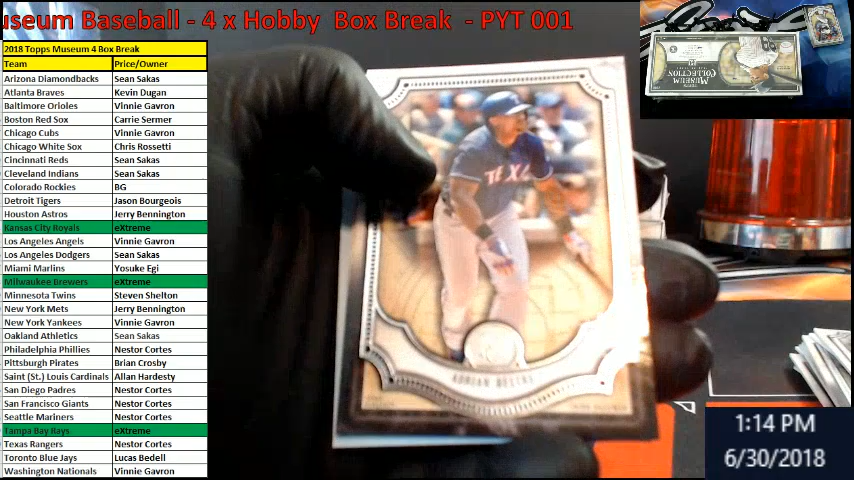 useum Baseball - 4 x Hobby Box Break - PYT 001
2018 Topps Museum 4 Box Break
Team Price/Owner
Arizona Diamondbacks Sean Sakas
Atlanta Braves Kevin Dugan
Baltimore Orioles Vinnie Gavron
Boston Red Sox Carrie Sermer
Chicago Cubs Vinnie Gavron
Chicago White Sox Chris Rossetti
Cincinnati Reds Sean Sakas
Cleveland Indians Sean Sakas
Colorado Rockies BG
Detroit Tigers Jason Bourgeois
Houston Astros Jerry Bennington
Kansas City Royals eXtreme
Los Angeles Angels Vinnie Gavron
Los Angeles Dodgers Sean Sakas
Miami Marlins Yosuke Egi
Milwaukee Brewers eXtreme
Minnesota Twins Steven Shelton
New York Mets Jerry Bennington
New York Yankees Vinnie Gavron
Oakland Athletics Sean Sakas
Philadelphia Phillies Nestor Cortes
Pittsburgh Pirates Brian Crosby
Saint (St.) Louis Cardinals Allan Hardesty
San Diego Padres Nestor Cortes
San Francisco Giants Nestor Cortes
Seattle Mariners Nestor Cortes
Tampa Bay Rays eXtreme
Texas Rangers Nestor Cortes
Toronto Blue Jays Lucas Bedell
Washington Nationals Vinnie Gavron
TEX
ADRIAN BELTRE
MUSEUM
COLLECTION
1:14 PM
6/30/2018